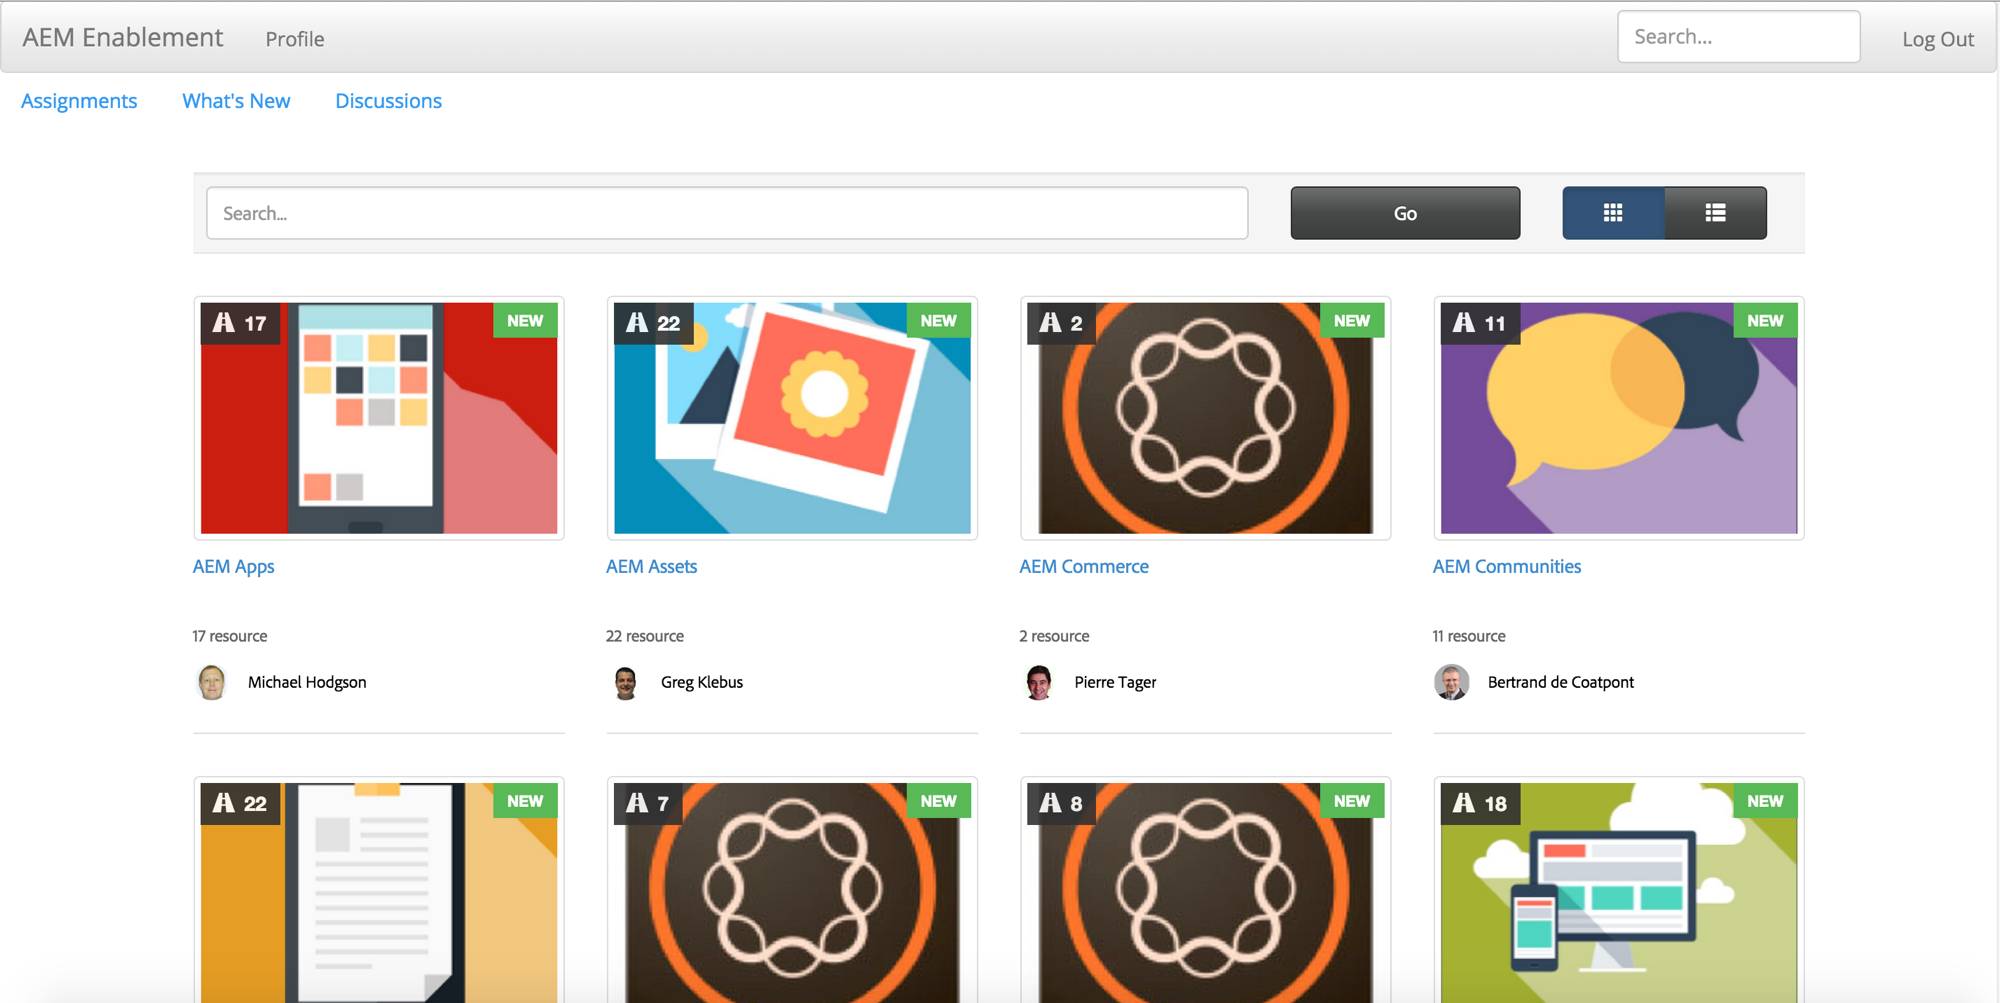 AEM Enablement Profile Search... Log Out
Assignments What's New Discussions
Search... Go
17 NEW 22 NEW 2 NEW 11 NEW
AEM Apps AEM Assets AEM Commerce AEM Communities
17 resource 22 resource 2 resource 11 resource
Michael Hodgson Greg Klebus Pierre Tager Bertrand de Coatpont
22 NEW 7 NEW 8 NEW 18 NEW